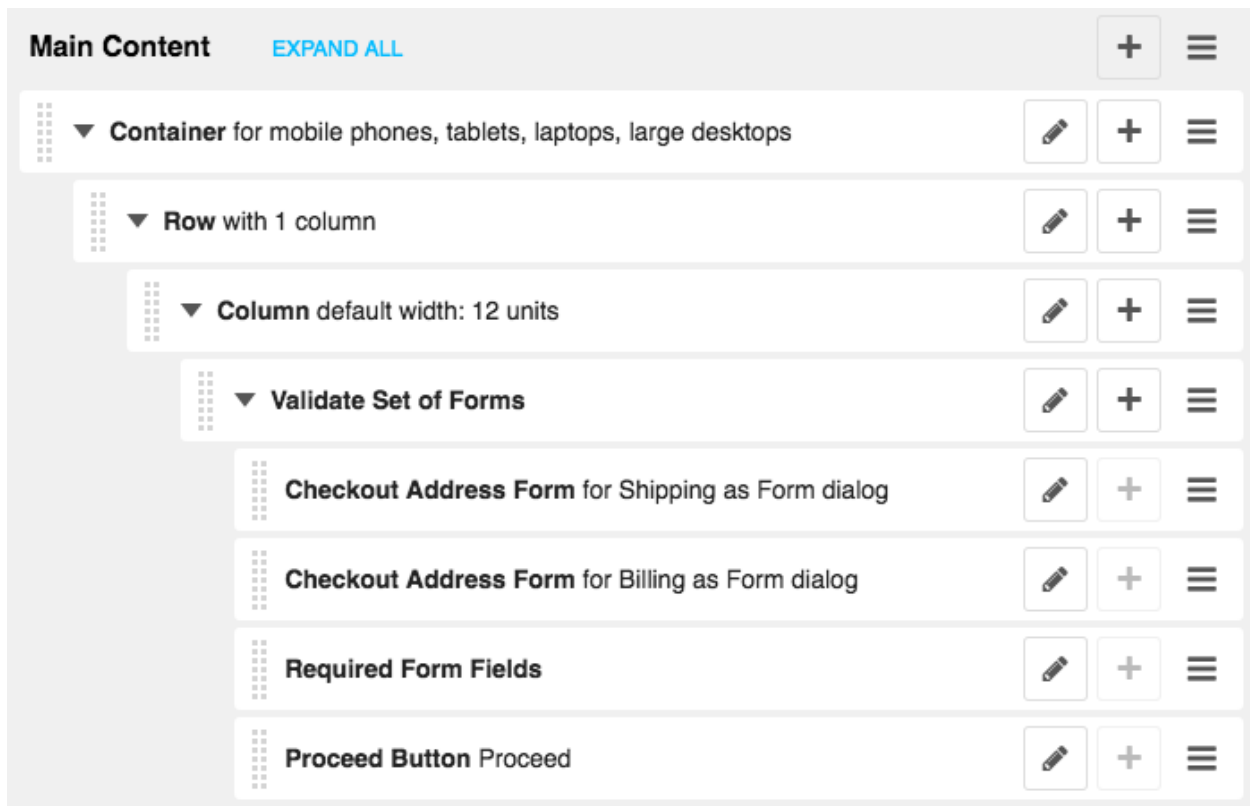 Main Content EXPAND ALL
Container for mobile phones, tablets, laptops, large desktops
Row with 1 column
Column default width: 12 units
Validate Set of Forms
Checkout Address Form for Shipping as Form dialog
Checkout Address Form for Billing as Form dialog
Required Form Fields
Proceed Button Proceed